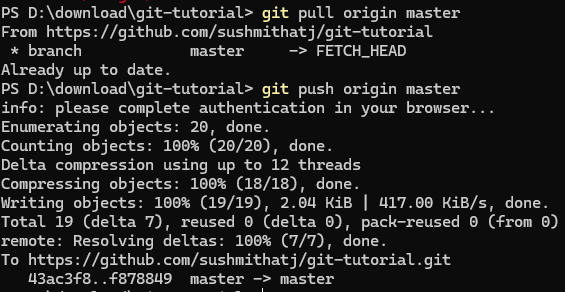 PS D:\download\git-tutorial> git pull origin master
From https://github.com/sushmithatj/git-tutorial
 * branch            master     -> FETCH_HEAD
Already up to date.
PS D:\download\git-tutorial> git push origin master
info: please complete authentication in your browser...
Enumerating objects: 20, done.
Counting objects: 100% (20/20), done.
Delta compression using up to 12 threads
Compressing objects: 100% (18/18), done.
Writing objects: 100% (19/19), 2.04 KiB | 417.00 KiB/s, done.
Total 19 (delta 7), reused 0 (delta 0), pack-reused 0 (from 0)
remote: Resolving deltas: 100% (7/7), done.
To https://github.com/sushmithatj/git-tutorial.git
   43ac3f8..f878849  master -> master